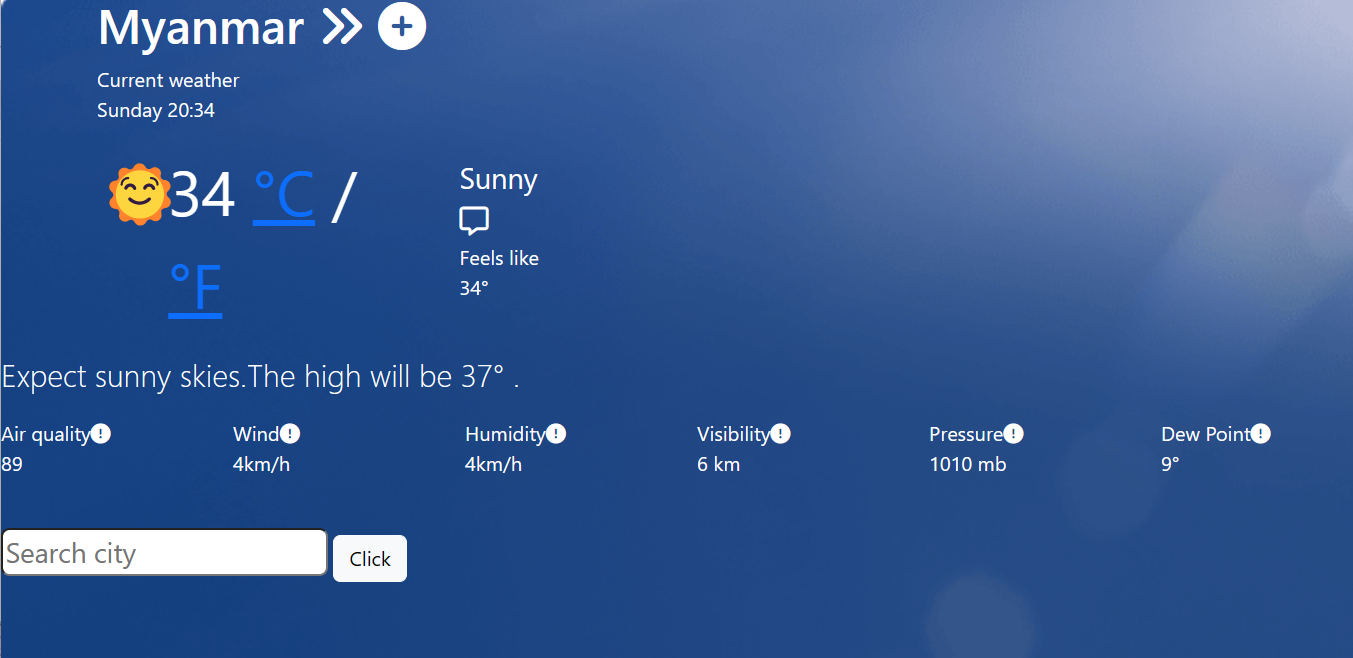 Myanmar
Current weather
Sunday 20:34
34 °C /
°F
Sunny
Feels like
34°
Expect sunny skies.The high will be 37° .
Air quality Wind Humidity Visibility Pressure Dew Point
89 4km/h 4km/h 6 km 1010 mb 9°
Search city Click